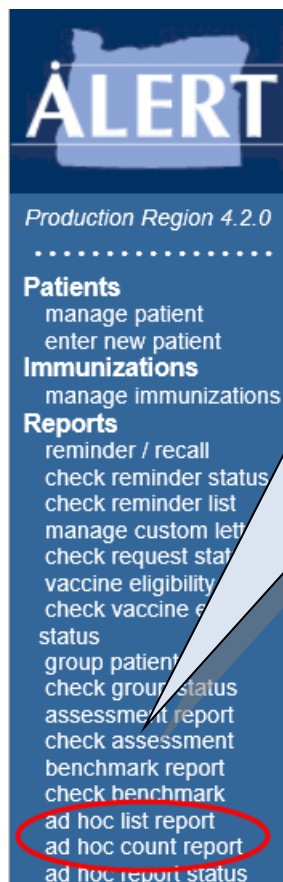 ALERT
Production Region 4.2.0
Patients
manage patient
enter new patient
Immunizations
manage immunizations
Reports
reminder / recall
check reminder status
check reminder list
manage custom
check request
vaccine eligibility
check vaccine
status
group patient
check group status
assessment report
check assessment
benchmark report
check benchmark
ad hoc list report
ad hoc count report
ad hoc report status